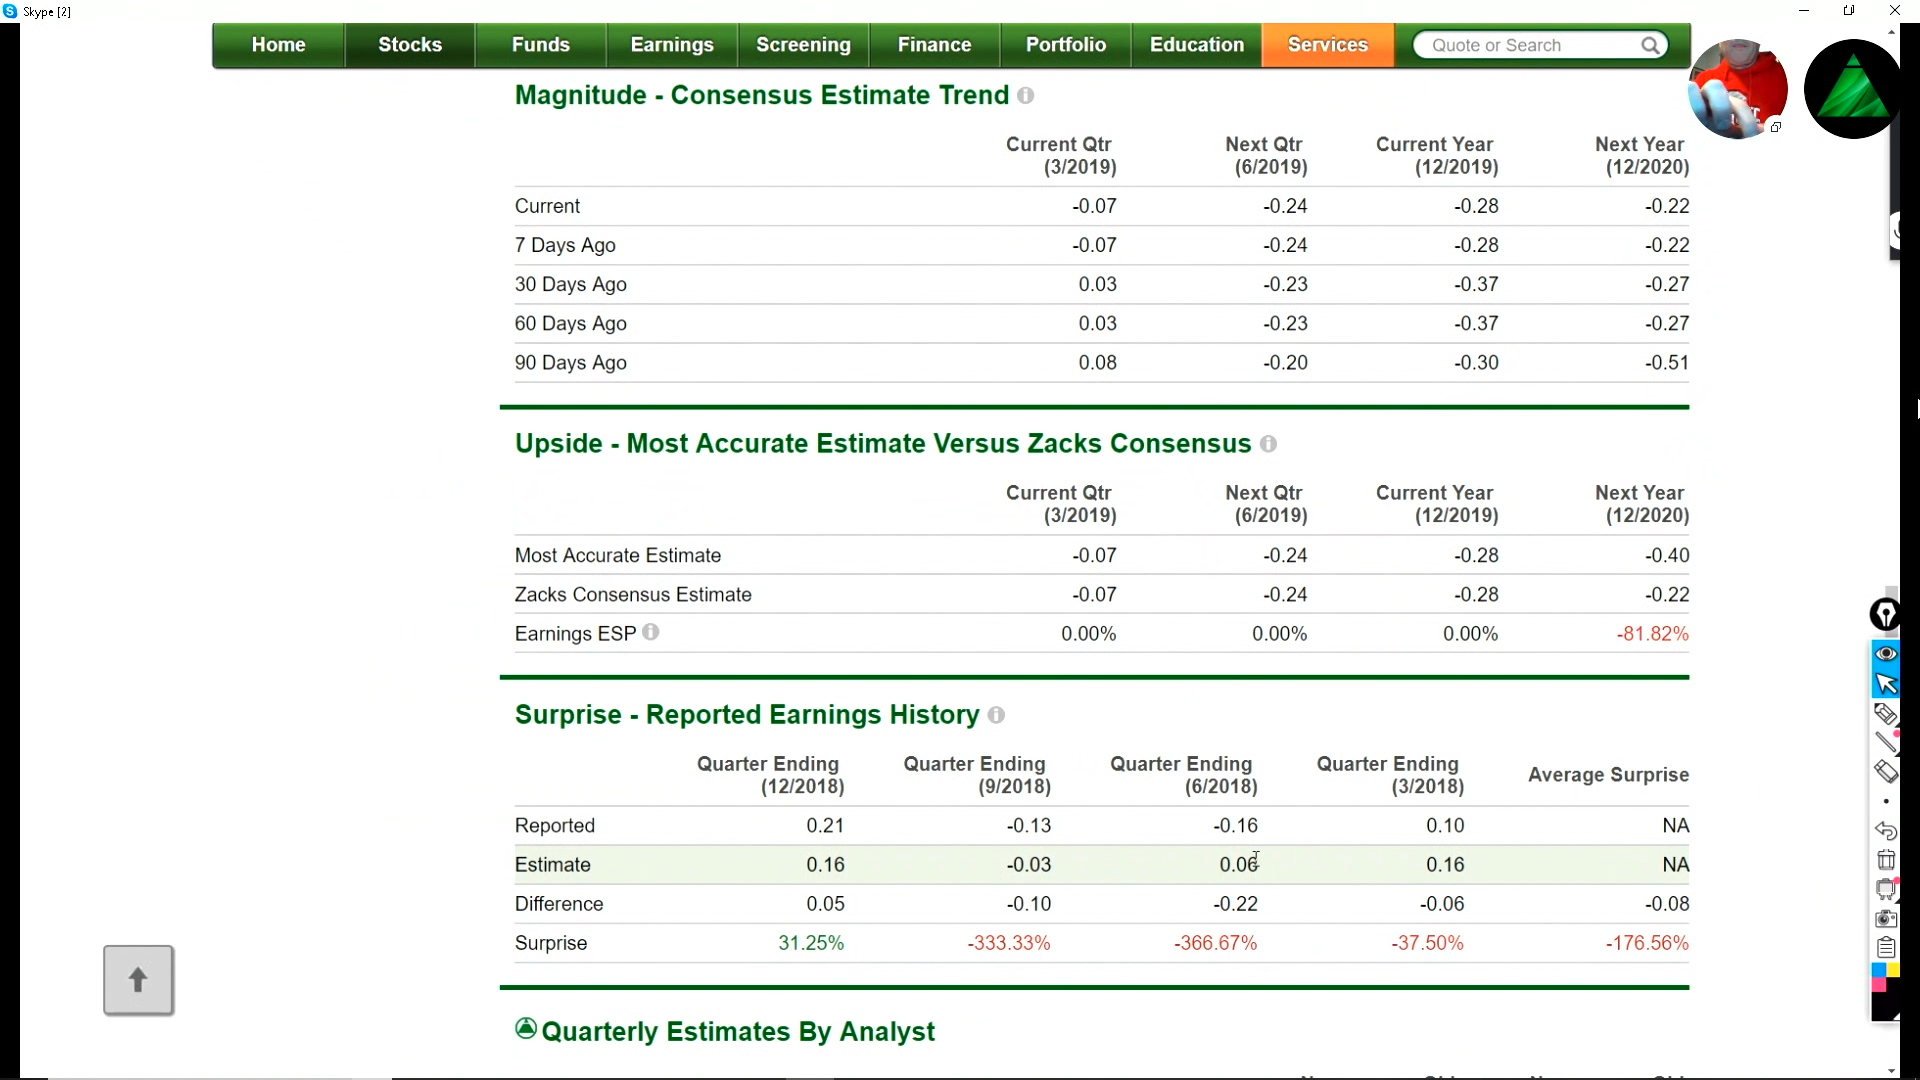 Skype [2]
Home Stocks Funds Earnings Screening Finance Portfolio Education Services Quote or Search
Magnitude - Consensus Estimate Trend
Current Qtr (3/2019) Next Qtr (6/2019) Current Year (12/2019) Next Year (12/2020)
Current -0.07 -0.24 -0.28 -0.22
7 Days Ago -0.07 -0.24 -0.28 -0.22
30 Days Ago 0.03 -0.23 -0.37 -0.27
60 Days Ago 0.03 -0.23 -0.37 -0.27
90 Days Ago 0.08 -0.20 -0.30 -0.51
Upside - Most Accurate Estimate Versus Zacks Consensus
Current Qtr (3/2019) Next Qtr (6/2019) Current Year (12/2019) Next Year (12/2020)
Most Accurate Estimate -0.07 -0.24 -0.28 -0.40
Zacks Consensus Estimate -0.07 -0.24 -0.28 -0.22
Earnings ESP 0.00% 0.00% 0.00% -81.82%
Surprise - Reported Earnings History
Quarter Ending (12/2018) Quarter Ending (9/2018) Quarter Ending (6/2018) Quarter Ending (3/2018) Average Surprise
Reported 0.21 -0.13 -0.16 0.10 NA
Estimate 0.16 -0.03 0.06 0.16 NA
Difference 0.05 -0.10 -0.22 -0.06 -0.08
Surprise 31.25% -333.33% -366.67% -37.50% -176.56%
Quarterly Estimates By Analyst